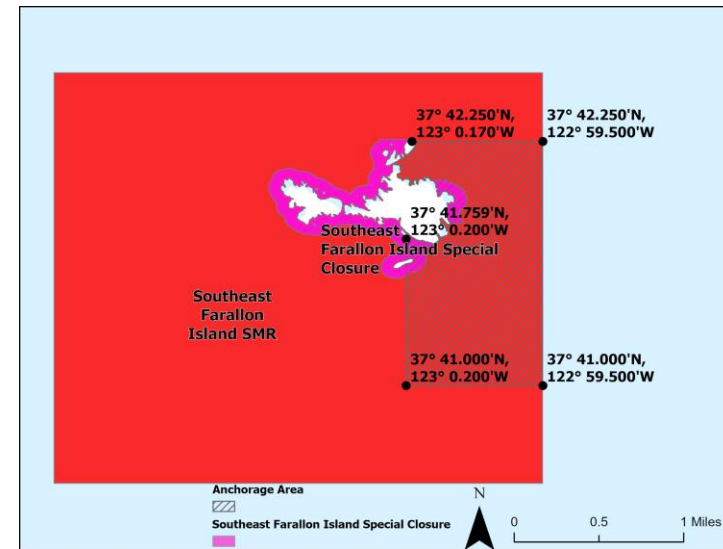 37° 42.250'N,
123° 0.170'W
37° 42.250'N,
122° 59.500'W
37° 41.759'N,
123° 0.200'W
Southeast
Farallon Island Special
Closure
Southeast
Farallon
Island SMR
37° 41.000'N,
123° 0.200'W
37° 41.000'N,
122° 59.500'W
Anchorage Area
Southeast Farallon Island Special Closure
N
0 0.5 1 Miles